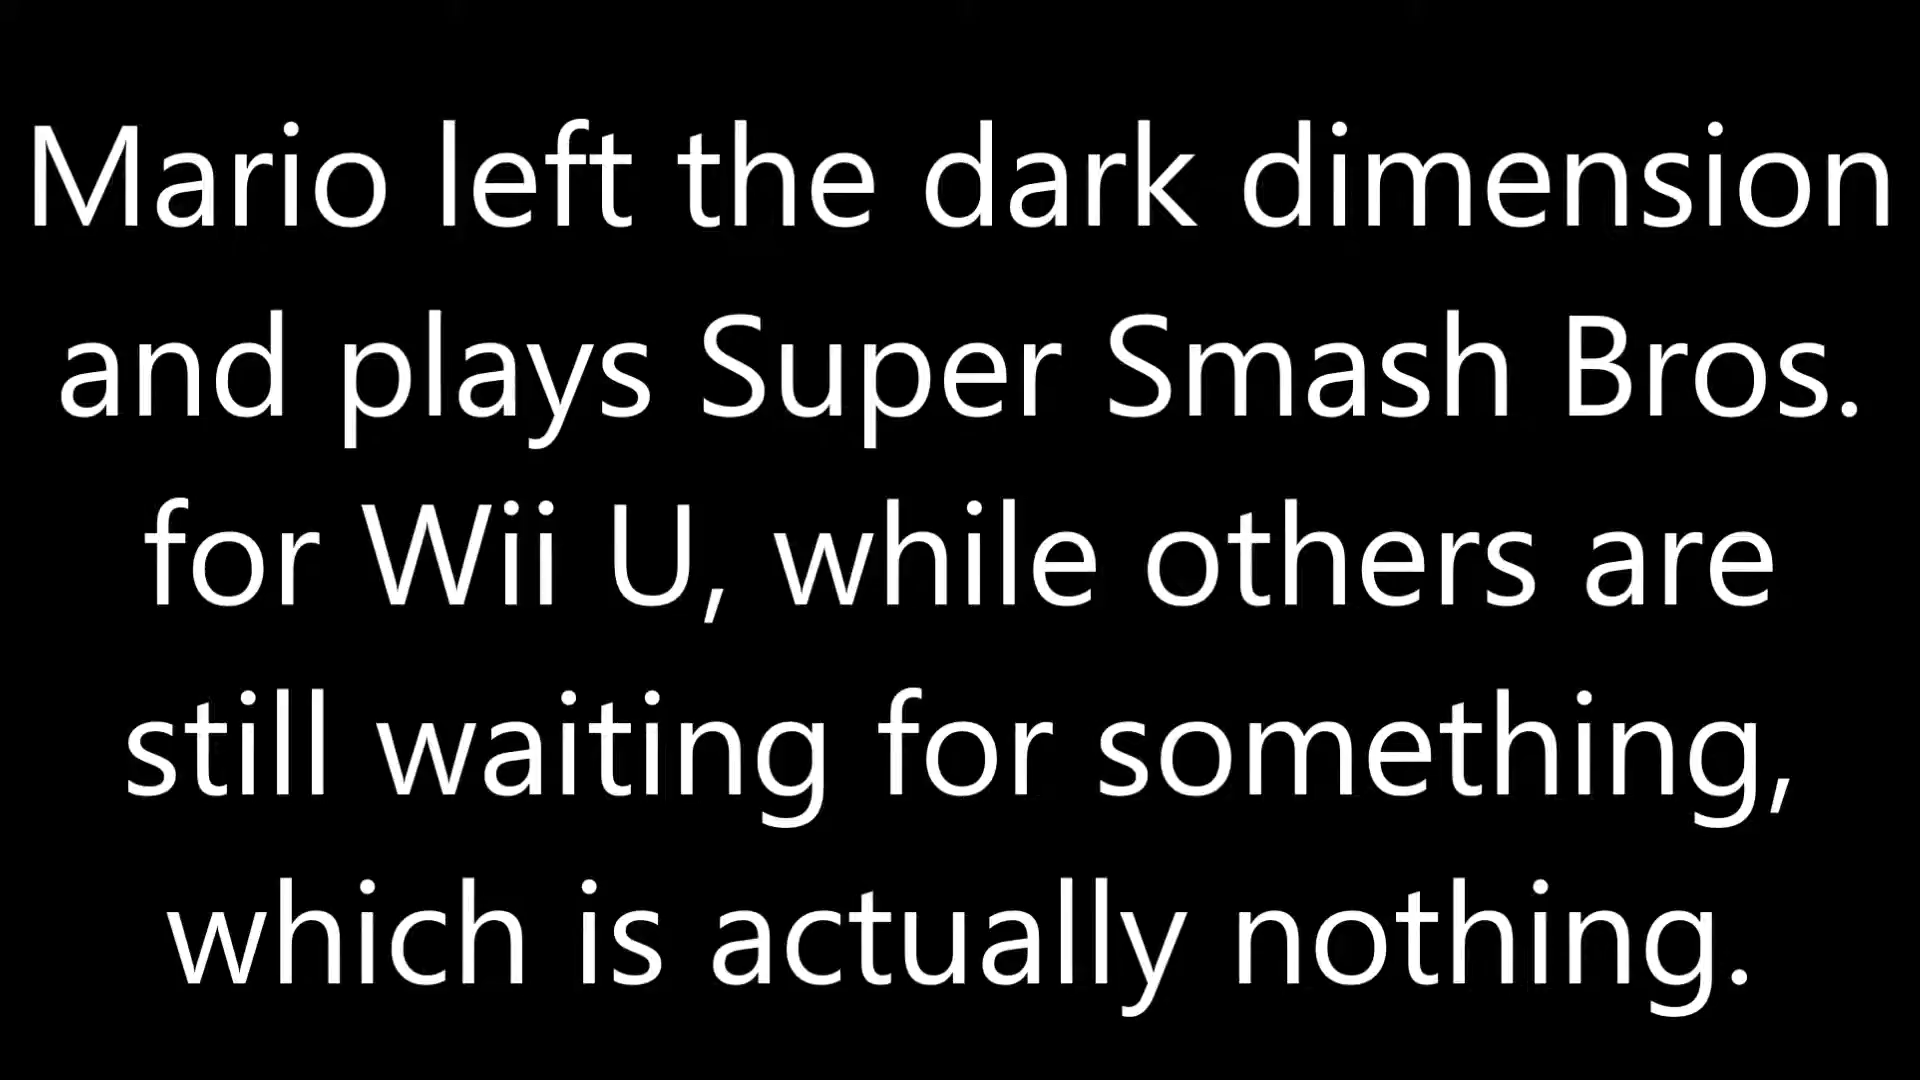 Mario left the dark dimension
and plays Super Smash Bros.
for Wii U, while others are
still waiting for something,
which is actually nothing.